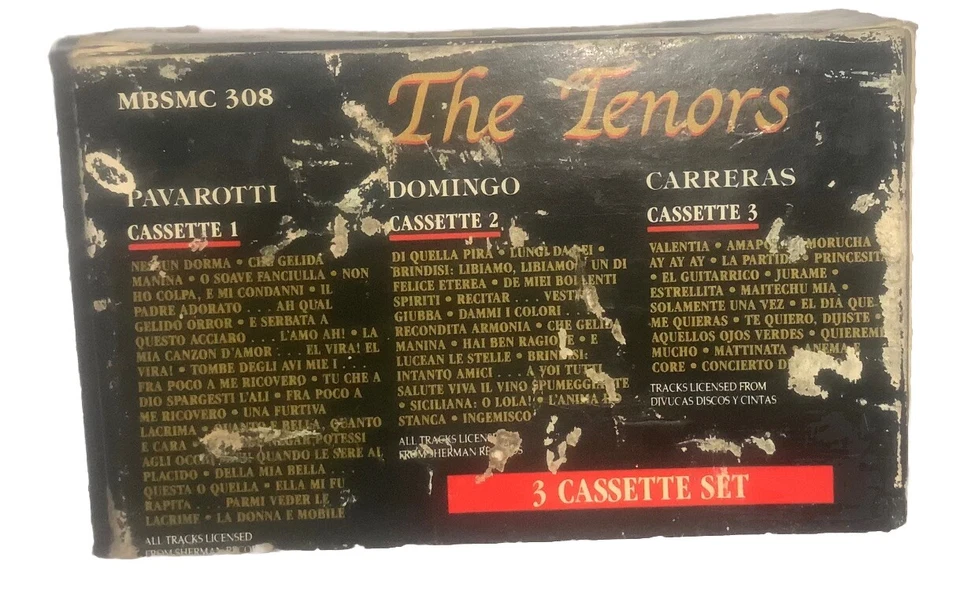 MBSMC 308
The Tenors
PAVAROTTI
CASSETTE 1
DORMA • CHE GELIDA
MANINA • O SOAVE FANCIULLA • NON
HO COLPA, E MI CONDANNI • IL
PADRE ADORATO . . . AH QUAL
GELIDO ORROR • E SERBATA A
QUESTO ACCIARO . . . L'AMO AH! • LA
MIA CANZON D'AMOR . . . EL VIRA! EL
VIRA! • TOMBE DEGLI AVI MIE I . . .
FRA POCO A ME RICOVERO • TU CHE A
DIO SPARGESTI L'ALI • FRA POCO A
ME RICOVERO • UNA FURTIVA
LACRIMA • QUANTO E BELLA, QUANTO
E CARA • POTESSI
AGLI QUANDO LE SERE AL
PLACIDO • DELLA MIA BELLA . . .
QUESTA O QUELLA • ELLA MI FU
RAPITA . . . PARMI VEDER LE
LACRIME • LA DONNA E MOBILE
ALL TRACKS LICENSED
FROM SHERMAN
DOMINGO
CASSETTE 2
DI QUELLA PIRA • LUNGI DA LEI •
BRINDISI: LIBIAMO, LIBIAMO UN DI
FELICE ETEREA • DE MIEI BOLLENTI
SPIRITI • RECITAR . . .
GIUBBA • DAMMI I COLORI . . .
RECONDITA ARMONIA • CHE
MANINA • HAI BEN RAGIONE • E
LUCEAN LE STELLE • BRINDISI:
INTANTO AMICI . . . A VOI TUTTI
SALUTE VIVA IL VINO
• SICILIANA: O LOLA! • L'ANIMA HO
STANCA • INGEMISCO
ALL TRACKS
FROM SHERMAN
CARRERAS
CASSETTE 3
VALENTIA • MORUCHA
AY AY AY • LA PARTIDA • PRINCESITA
• EL GUITARRICO • JURAME •
ESTRELLITA • MAITECHU MIA •
SOLAMENTE UNA VEZ • EL DIA QUE
ME QUIERAS • TE QUIERO, DIJISTE •
AQUELLOS OJOS VERDES • QUIEREME
MUCHO • MATTINATA • ANEMA E
CORE • CONCIERTO
TRACKS LICENSED FROM
DIVUCAS DISCOS Y CINTAS
3 CASSETTE SET